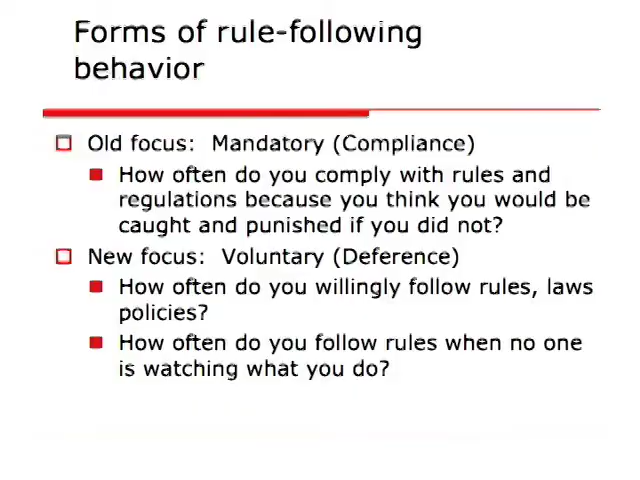 Forms of rule-following
behavior
Old focus:  Mandatory (Compliance)
How often do you comply with rules and
regulations because you think you would be
caught and punished if you did not?
New focus:  Voluntary (Deference)
How often do you willingly follow rules, laws
policies?
How often do you follow rules when no one
is watching what you do?